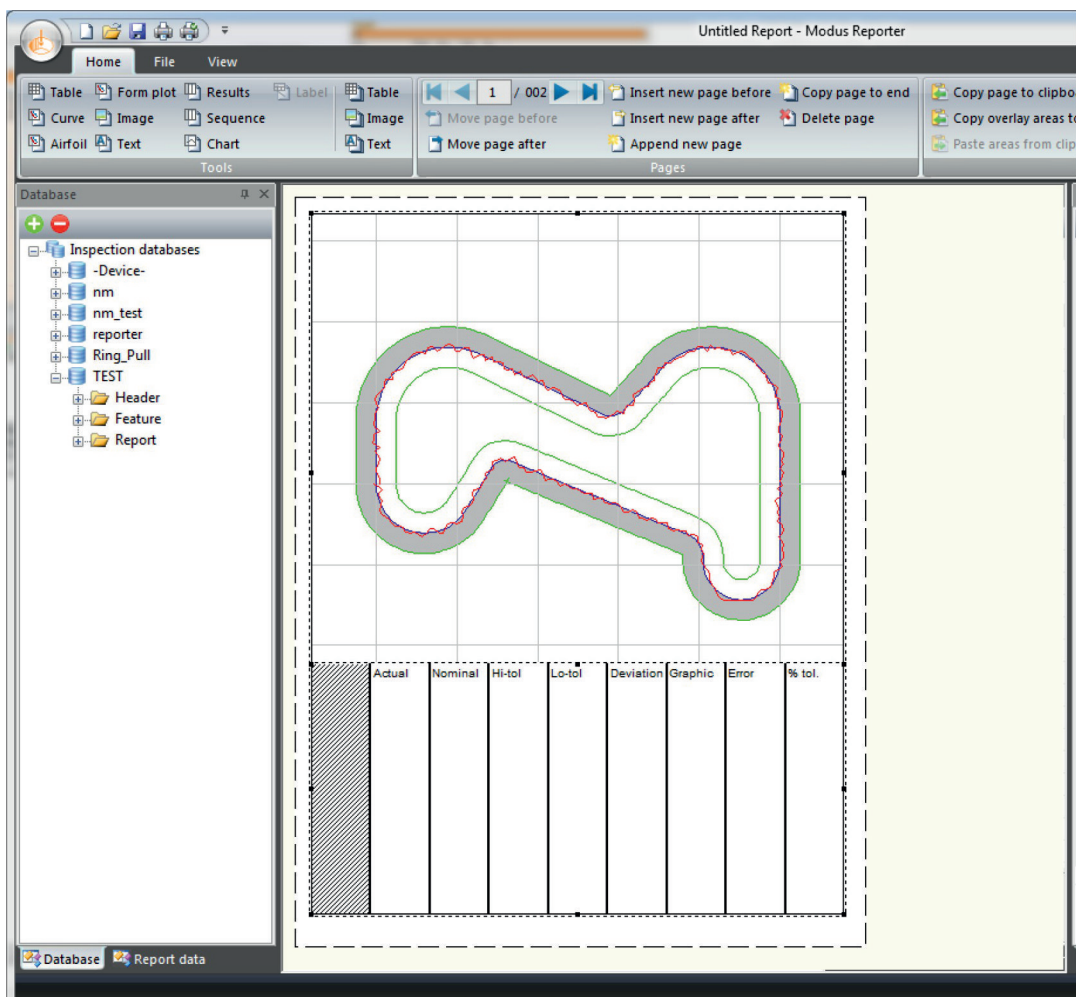 Untitled Report - Modus Reporter
Home File View
Table Form plot Results Label Table 1 / 002 Insert new page before Copy page to end Copy page to clipboa
Curve Image Sequence Image Move page before Insert new page after Delete page Copy overlay areas to
Airfoil Text Chart Text Move page after Append new page Paste areas from clip
Tools Pages
Database
Inspection databases
-Device-
nm
nm_test
reporter
Ring_Pull
TEST
Header
Feature
Report
Actual Nominal Hi-tol Lo-tol Deviation Graphic Error % tol.
Database Report data